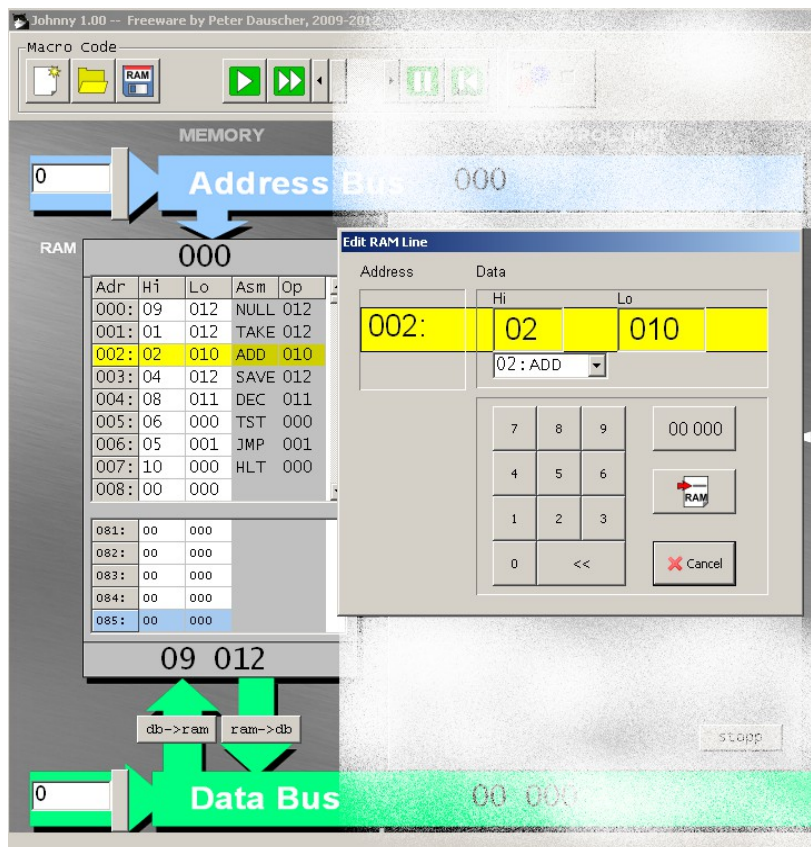 Johnny 1.00 -- Freeware by Peter Dauscher, 2009-2012
Macro Code
RAM
MEMORY
CONTROL UNIT
0
Address Bus 000
RAM
000
Adr Hi Lo Asm Op
000: 09 012 NULL 012
001: 01 012 TAKE 012
002: 02 010 ADD 010
003: 04 012 SAVE 012
004: 08 011 DEC 011
005: 06 000 TST 000
006: 05 001 JMP 001
007: 10 000 HLT 000
008: 00 000
081: 00 000
082: 00 000
083: 00 000
084: 00 000
085: 00 000
09 012
db->ram ram->db
0
Data Bus 00 000
stopp
Edit RAM Line
Address Data
Hi Lo
002: 02 010
02:ADD
7 8 9 00 000
4 5 6 RAM
1 2 3
0 << Cancel